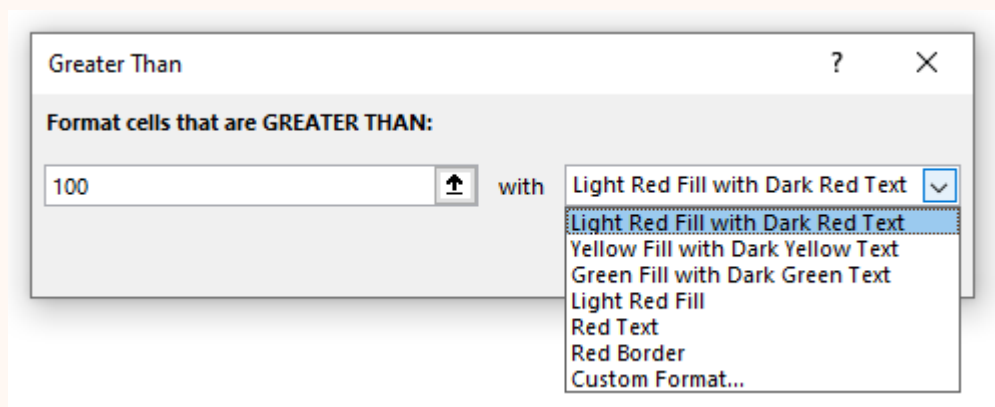 Greater Than ?
Format cells that are GREATER THAN:
100 with Light Red Fill with Dark Red Text
Light Red Fill with Dark Red Text
Yellow Fill with Dark Yellow Text
Green Fill with Dark Green Text
Light Red Fill
Red Text
Red Border
Custom Format...